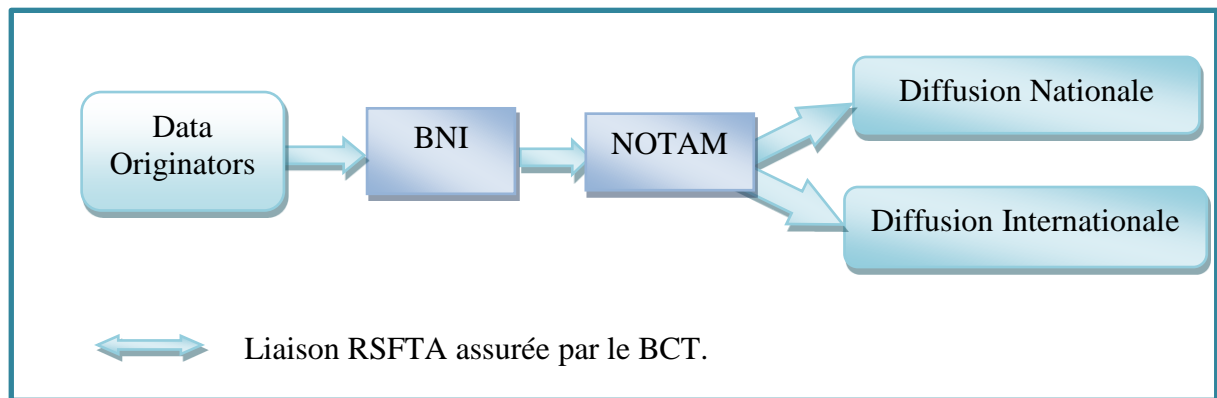 Data
Originators
BNI
NOTAM
Diffusion Nationale
Diffusion Internationale
Liaison RSFTA assurée par le BCT.